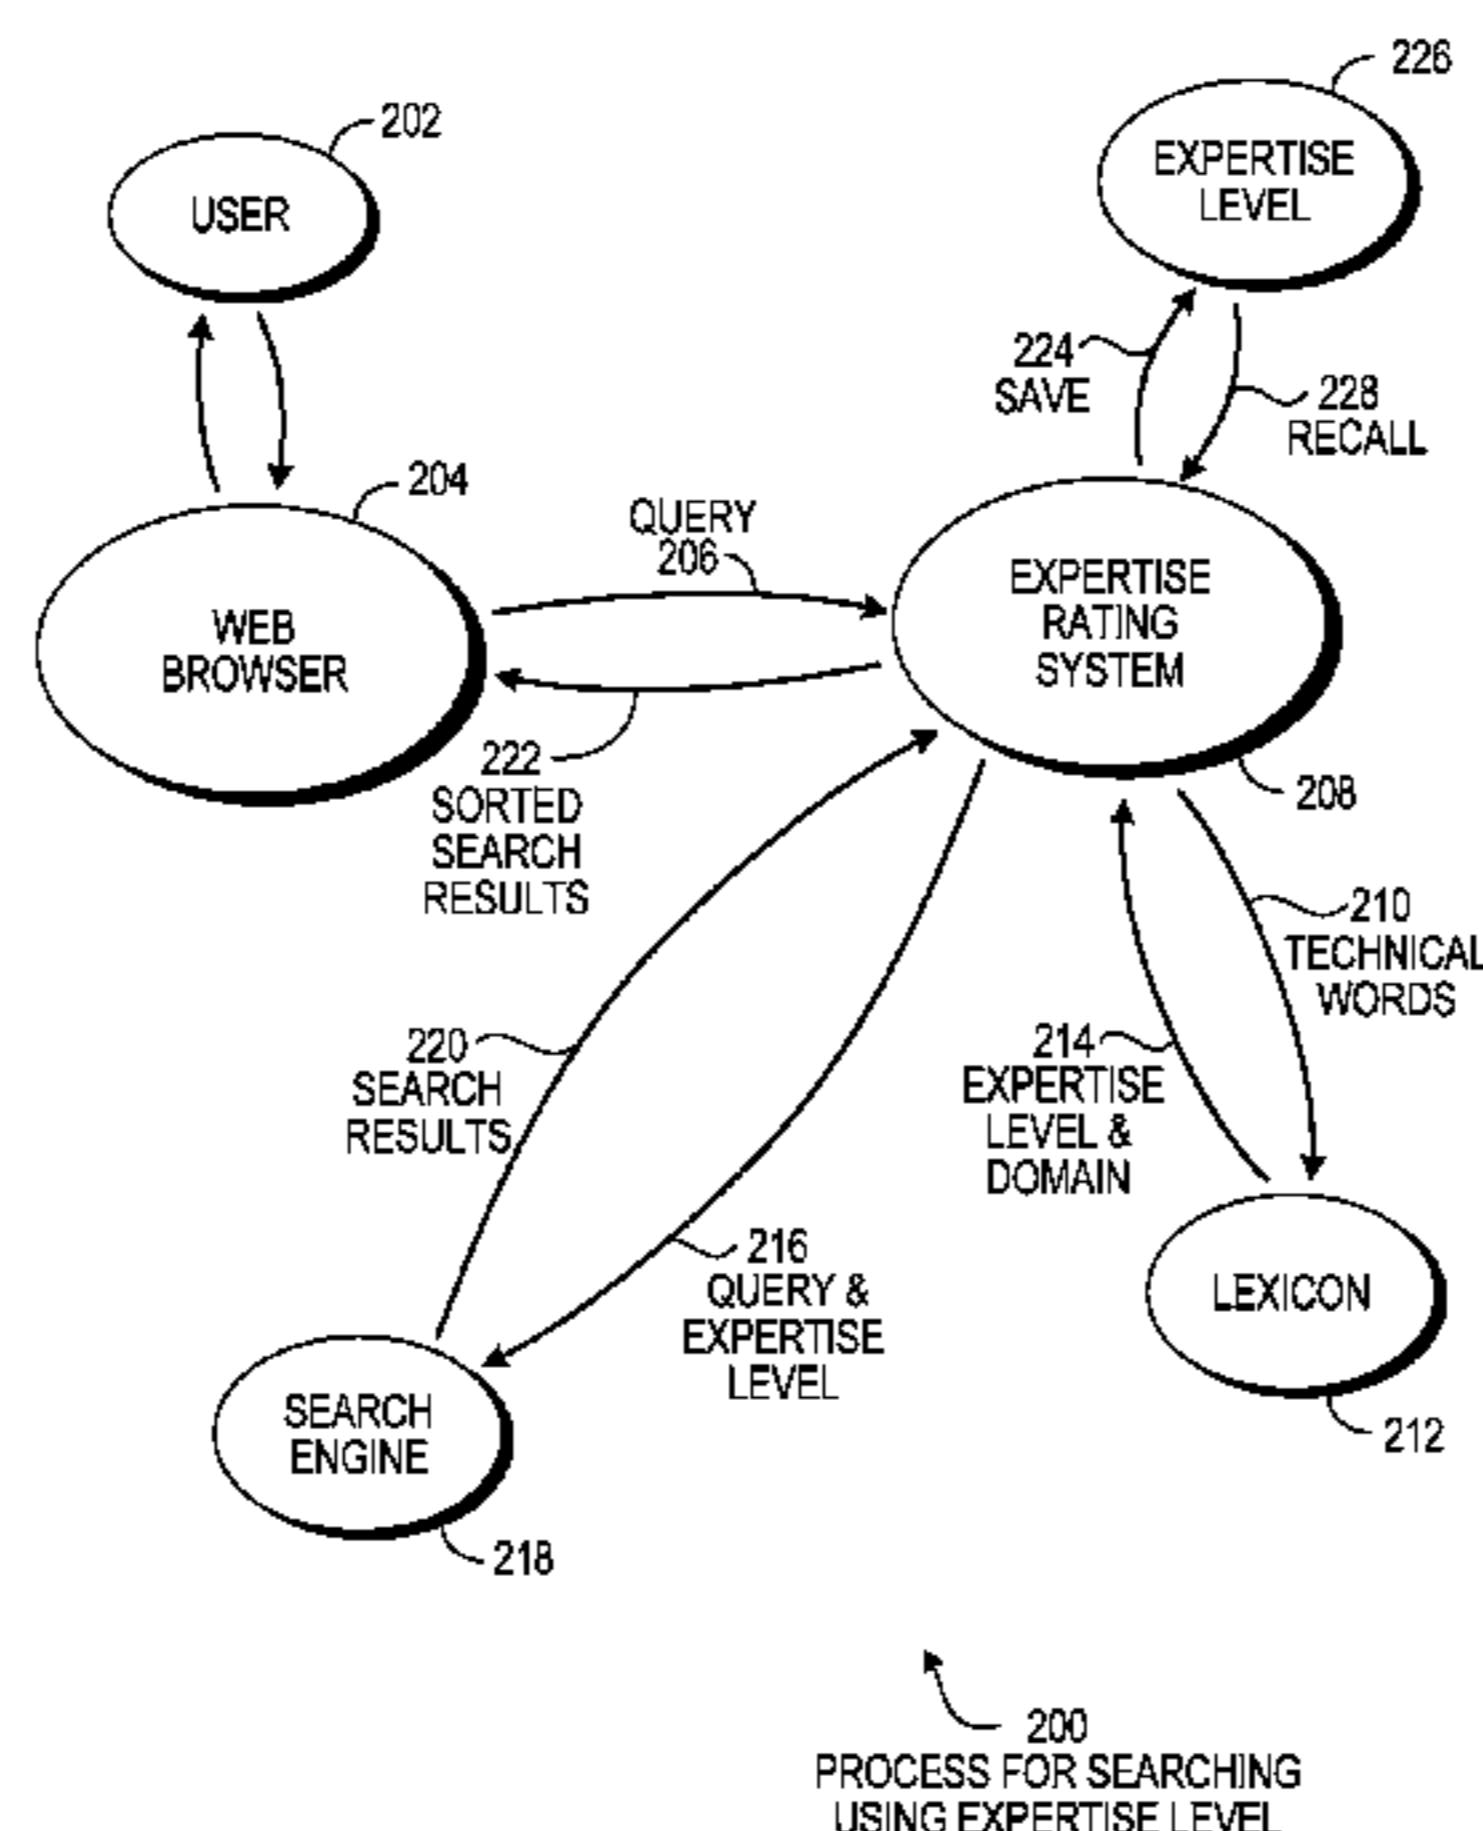 226
202
EXPERTISE
LEVEL
USER
224
SAVE
228
RECALL
204
QUERY
206
EXPERTISE
RATING
SYSTEM
WEB
BROWSER
222
SORTED
SEARCH
RESULTS
208
210
TECHNICAL
WORDS
220
SEARCH
RESULTS
214
EXPERTISE
LEVEL &
DOMAIN
216
QUERY &
EXPERTISE
LEVEL
LEXICON
212
SEARCH
ENGINE
218
200
PROCESS FOR SEARCHING
USING EXPERTISE LEVEL